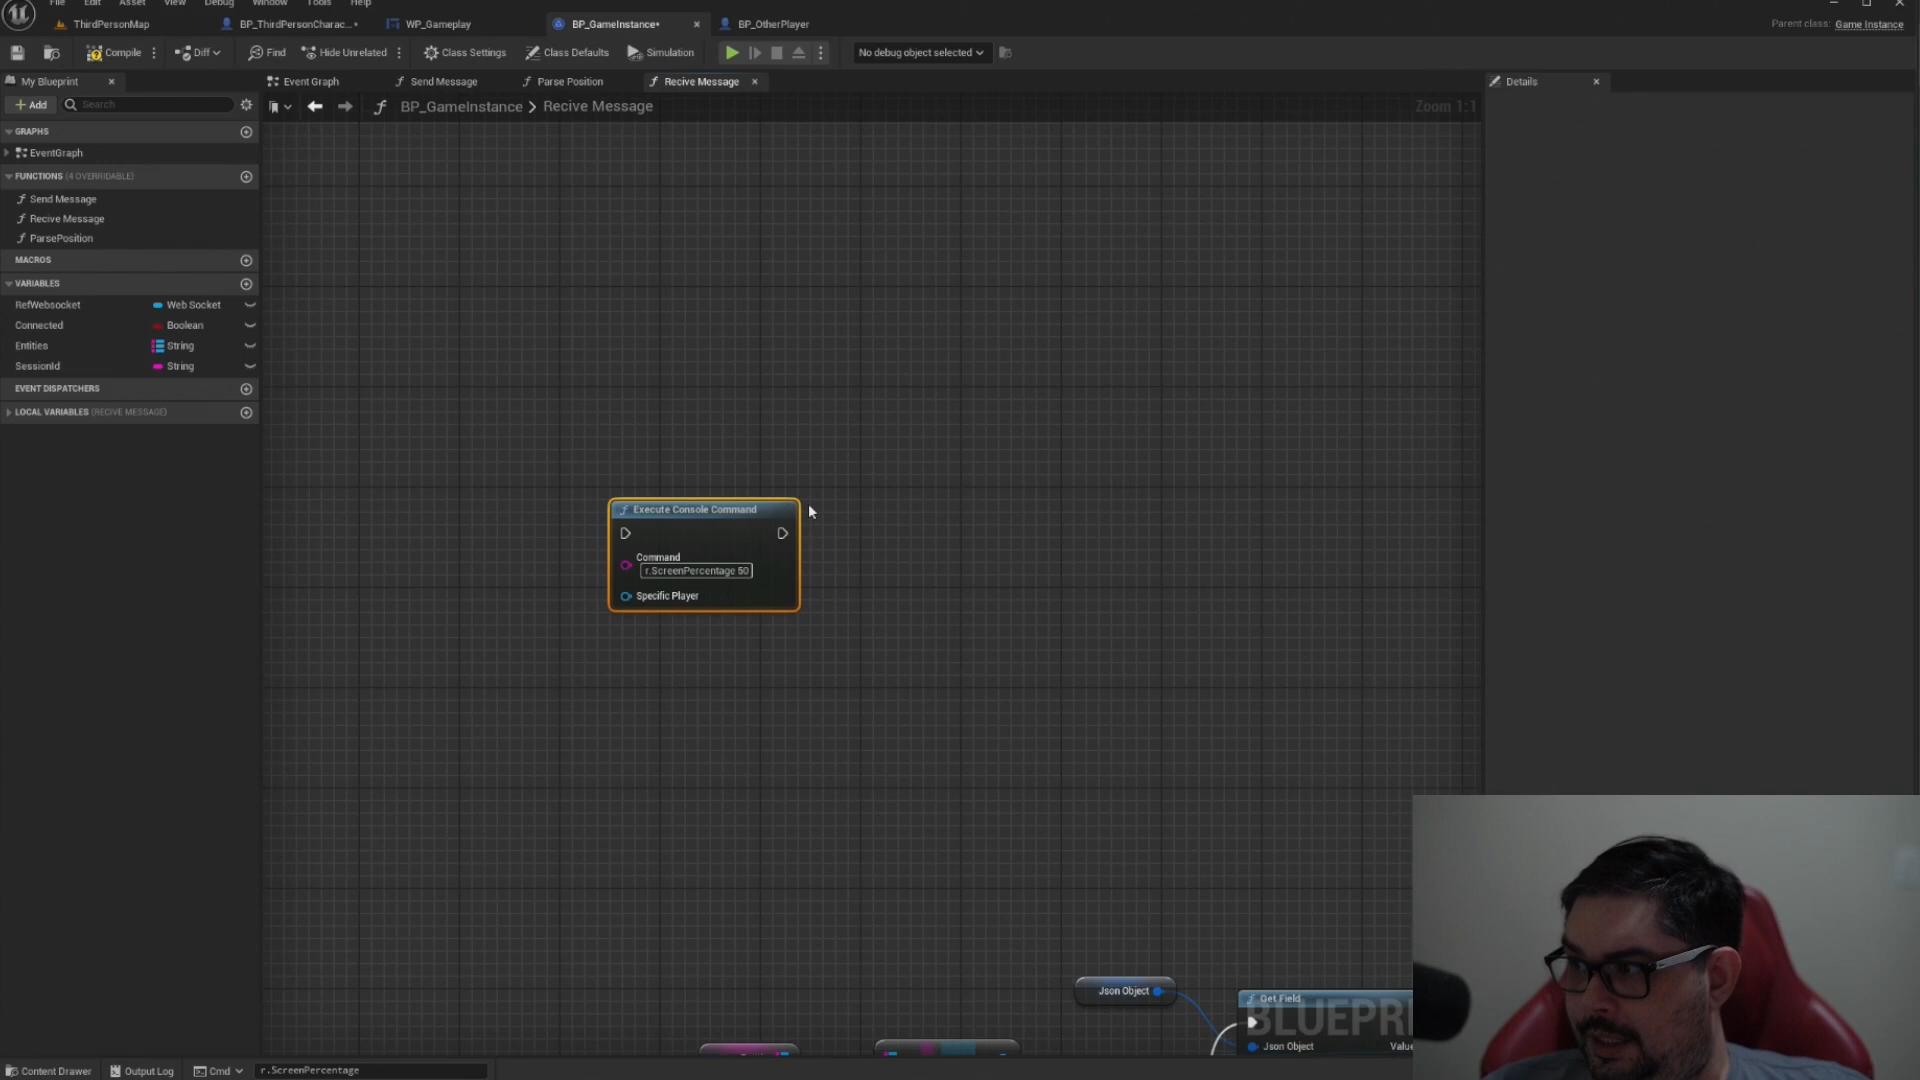 File Edit Asset View Debug Window Tools Help
ThirdPersonMap BP_ThirdPersonCharac...• WP_Gameplay BP_GameInstance• BP_OtherPlayer
Parent class: Game Instance
Compile Diff Find Hide Unrelated Class Settings Class Defaults Simulation No debug object selected
My Blueprint Event Graph Send Message Parse Position Recive Message Details
+ Add Search BP_GameInstance > Recive Message Zoom 1:1
GRAPHS
EventGraph
FUNCTIONS (4 OVERRIDABLE)
Send Message
Recive Message
ParsePosition
MACROS
VARIABLES
RefWebsocket Web Socket
Connected Boolean
Entities String
SessionId String
EVENT DISPATCHERS
LOCAL VARIABLES (RECIVE MESSAGE)
Execute Console Command
Command
r.ScreenPercentage 50
Specific Player
Json Object
Get Field
BLUEPRI
Json Object Value
Content Drawer Output Log Cmd r.ScreenPercentage